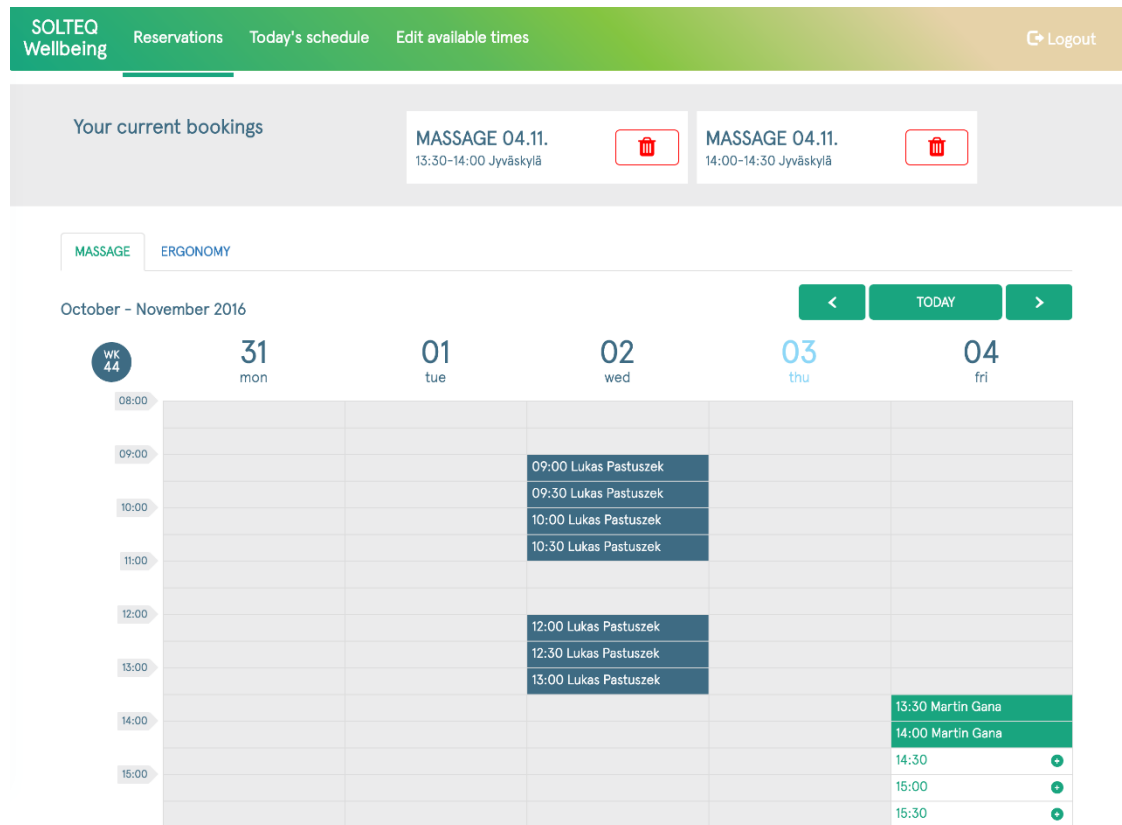 SOLTEQ
Wellbeing
Reservations
Today's schedule
Edit available times
Logout
Your current bookings
MASSAGE 04.11.
13:30-14:00 Jyväskylä
MASSAGE 04.11.
14:00-14:30 Jyväskylä
MASSAGE
ERGONOMY
October - November 2016
<
TODAY
>
WK
44
31
mon
01
tue
02
wed
03
thu
04
fri
08:00
09:00
09:00 Lukas Pastuszek
09:30 Lukas Pastuszek
10:00
10:00 Lukas Pastuszek
10:30 Lukas Pastuszek
11:00
12:00
12:00 Lukas Pastuszek
12:30 Lukas Pastuszek
13:00
13:00 Lukas Pastuszek
13:30 Martin Gana
14:00
14:00 Martin Gana
14:30
15:00
15:00
15:30